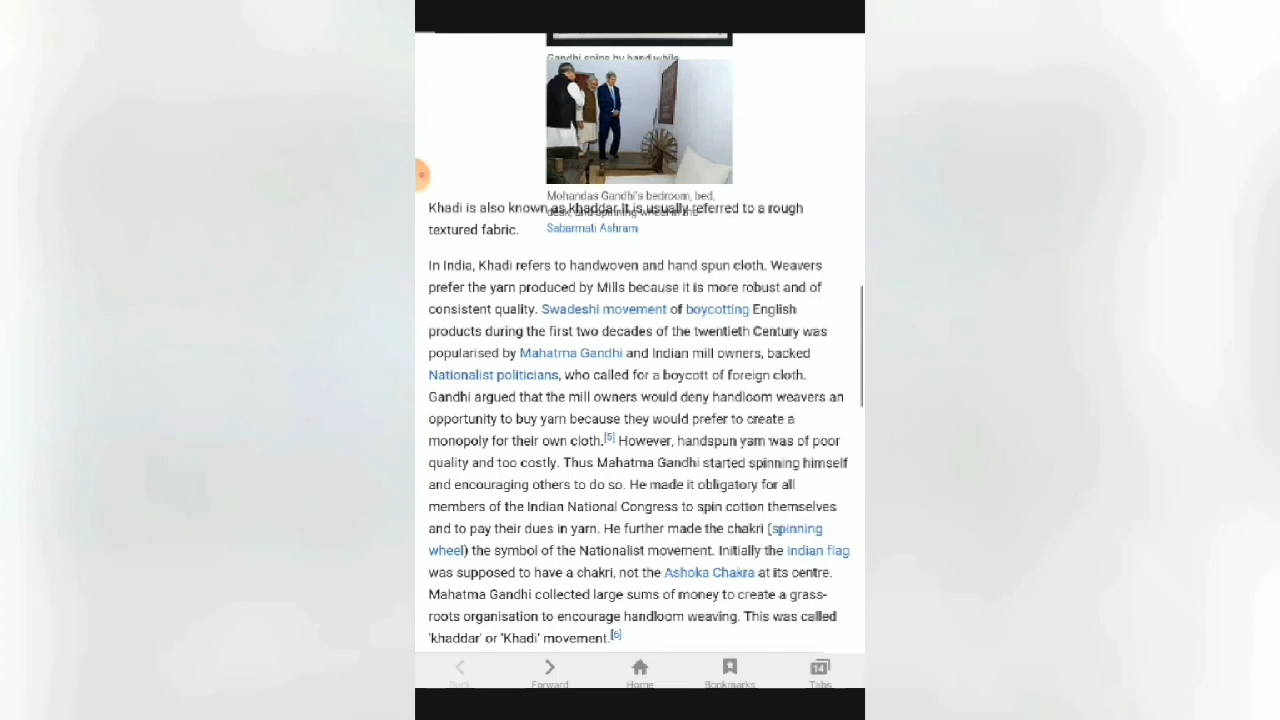 Gandhi spins by hand while
Mohandas Gandhi's bedroom, bed,
Sabarmati Ashram
Khadi is also known as khaddar.It is usually referred to a rough
textured fabric.
In India, Khadi refers to handwoven and hand spun cloth. Weavers
prefer the yarn produced by Mills because it is more robust and of
consistent quality. Swadeshi movement of boycotting English
products during the first two decades of the twentieth Century was
popularised by Mahatma Gandhi and Indian mill owners, backed
Nationalist politicians, who called for a boycott of foreign cloth.
Gandhi argued that the mill owners would deny handloom weavers an
opportunity to buy yarn because they would prefer to create a
monopoly for their own cloth.[5] However, handspun yarn was of poor
quality and too costly. Thus Mahatma Gandhi started spinning himself
and encouraging others to do so. He made it obligatory for all
members of the Indian National Congress to spin cotton themselves
and to pay their dues in yarn. He further made the chakri (spinning
wheel) the symbol of the Nationalist movement. Initially the Indian flag
was supposed to have a chakri, not the Ashoka Chakra at its centre.
Mahatma Gandhi collected large sums of money to create a grass-
roots organisation to encourage handloom weaving. This was called
'khaddar' or 'Khadi' movement.[6]
14
Back Forward Home Bookmarks Tabs